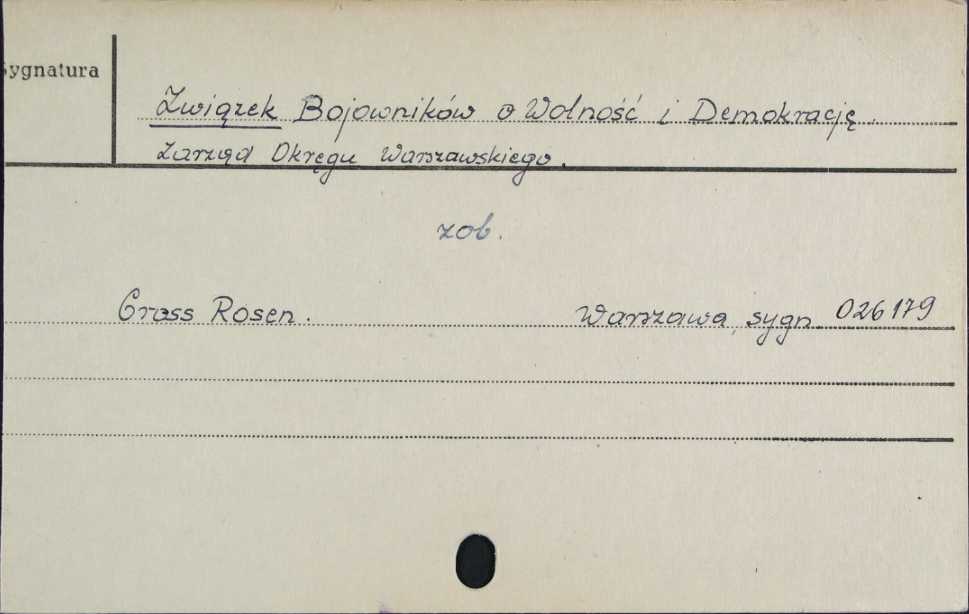 Sygnatura
Związek Bojowników o Wolność i Demokrację.
Zarząd Okręgu Warszawskiego.
zob.
Gross Rosen. Warszawa, sygn. 026179